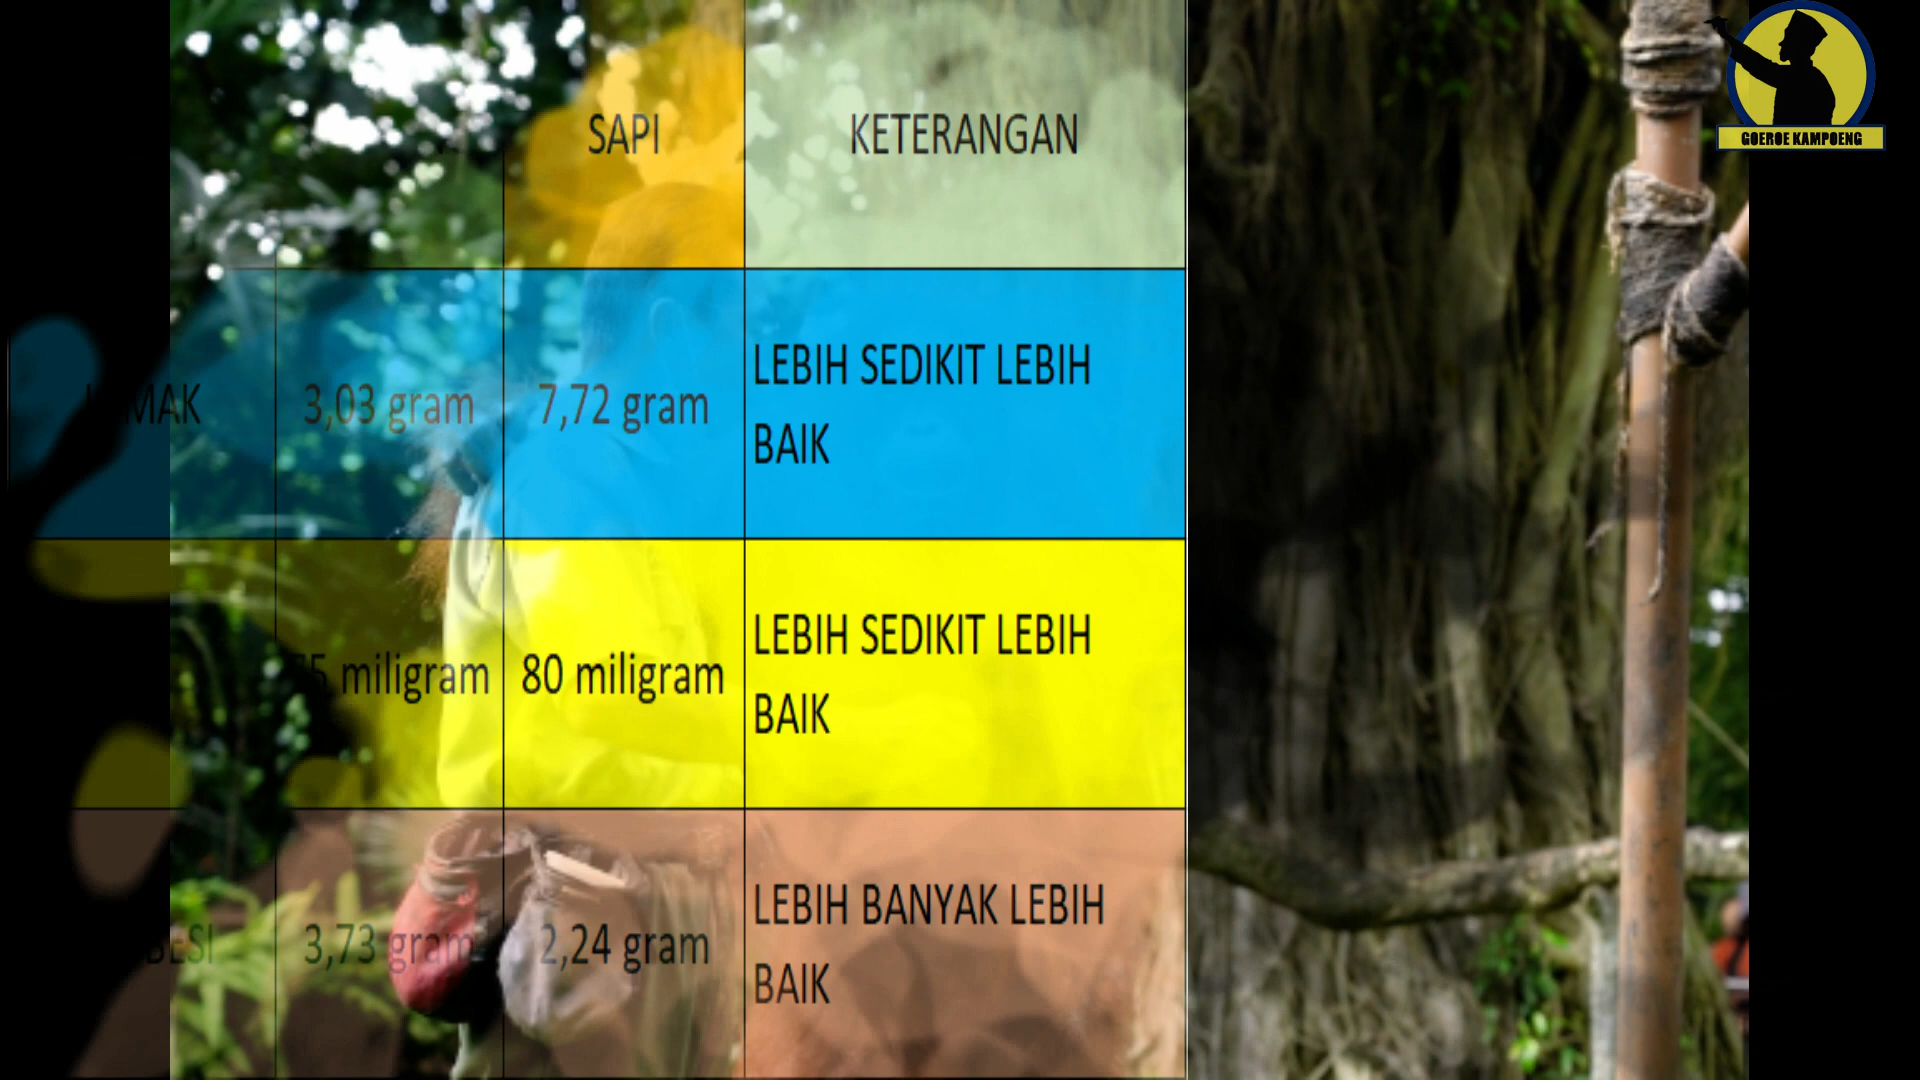 GOEROE KAMPOENG
SAPI KETERANGAN
3,03 gram 7,72 gram LEBIH SEDIKIT LEBIH
BAIK
miligram 80 miligram LEBIH SEDIKIT LEBIH
BAIK
3,73 gram 2,24 gram LEBIH BANYAK LEBIH
BAIK